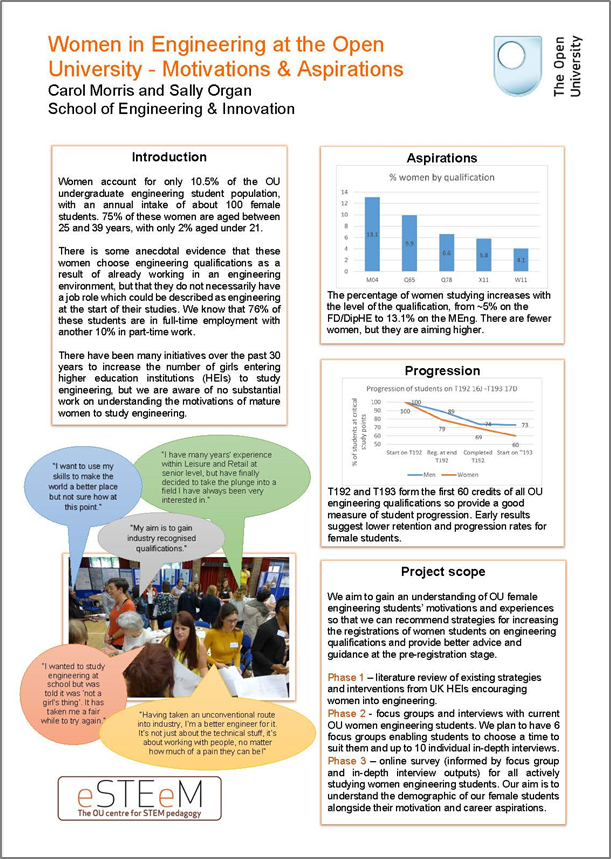 Women in Engineering at the Open
University - Motivations & Aspirations
Carol Morris and Sally Organ
School of Engineering & Innovation
The Open
University
Introduction
Women account for only 10.5% of the OU
undergraduate engineering student population,
with an annual intake of about 100 female
students. 75% of these women are aged between
25 and 39 years, with only 2% aged under 21.
There is some anecdotal evidence that these
women choose engineering qualifications as a
result of already working in an engineering
environment, but that they do not necessarily have
a job role which could be described as engineering
at the start of their studies. We know that 76% of
these students are in full-time employment with
another 10% in part-time work.
There have been many initiatives over the past 30
years to increase the number of girls entering
higher education institutions (HEIs) to study
engineering, but we are aware of no substantial
work on understanding the motivations of mature
women to study engineering.
"I want to use my
skills to make the
world a better place
but not sure how at
this point."
"I have many years' experience
within Leisure and Retail at
senior level, but have finally
decided to take the plunge into a
field I have always been very
interested in."
"My aim is to gain
industry recognised
qualifications."
"I wanted to study
engineering at
school but was
told it was 'not a
girl's thing'. It has
taken me a fair
while to try again."
"Having taken an unconventional route
into industry, I'm a better engineer for it.
It's not just about the technical stuff, it's
about working with people, no matter
how much of a pain they can be!"
eSTEeM
The OU centre for STEM pedagogy
Aspirations
% women by qualification
14
12
10
8
6
4
2
0
13.1
9.9
6.6
5.8
4.1
M04 Q65 Q78 X11 W11
The percentage of women studying increases with
the level of the qualification, from ~5% on the
FD/DipHE to 13.1% on the MEng. There are fewer
women, but they are aiming higher.
Progression
Progression of students on T192 16J -T193 17D
% of students at critical
study points
100
90
80
70
60
50
100 89 74 73
100 79 69 60
Start on T192 Reg. at end
T192 Completed
T192 Start on T193
Men Women
T192 and T193 form the first 60 credits of all OU
engineering qualifications so provide a good
measure of student progression. Early results
suggest lower retention and progression rates for
female students.
Project scope
We aim to gain an understanding of OU female
engineering students' motivations and experiences
so that we can recommend strategies for increasing
the registrations of women students on engineering
qualifications and provide better advice and
guidance at the pre-registration stage.
Phase 1 – literature review of existing strategies
and interventions from UK HEIs encouraging
women into engineering.
Phase 2 - focus groups and interviews with current
OU women engineering students. We plan to have 6
focus groups enabling students to choose a time to
suit them and up to 10 individual in-depth interviews.
Phase 3 – online survey (informed by focus group
and in-depth interview outputs) for all actively
studying women engineering students. Our aim is to
understand the demographic of our female students
alongside their motivation and career aspirations.